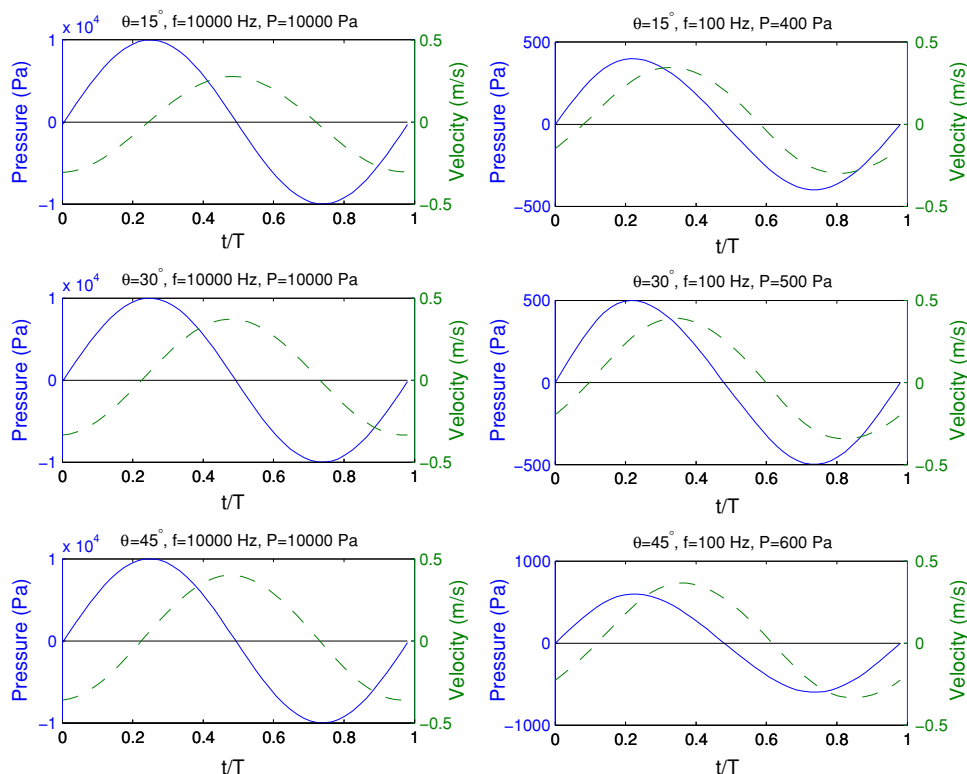 θ=15°, f=10000 Hz, P=10000 Pa
x 10⁴
1
0
−1
Pressure (Pa)
0.5
0
−0.5
Velocity (m/s)
0 0.2 0.4 0.6 0.8 1
t/T
θ=15°, f=100 Hz, P=400 Pa
500
0
−500
Pressure (Pa)
0.5
0
−0.5
Velocity (m/s)
0 0.2 0.4 0.6 0.8 1
t/T
θ=30°, f=10000 Hz, P=10000 Pa
x 10⁴
1
0
−1
Pressure (Pa)
0.5
0
−0.5
Velocity (m/s)
0 0.2 0.4 0.6 0.8 1
t/T
θ=30°, f=100 Hz, P=500 Pa
500
0
−500
Pressure (Pa)
0.5
0
−0.5
Velocity (m/s)
0 0.2 0.4 0.6 0.8 1
t/T
θ=45°, f=10000 Hz, P=10000 Pa
x 10⁴
1
0
−1
Pressure (Pa)
0.5
0
−0.5
Velocity (m/s)
0 0.2 0.4 0.6 0.8 1
t/T
θ=45°, f=100 Hz, P=600 Pa
1000
0
−1000
Pressure (Pa)
0.5
0
−0.5
Velocity (m/s)
0 0.2 0.4 0.6 0.8 1
t/T